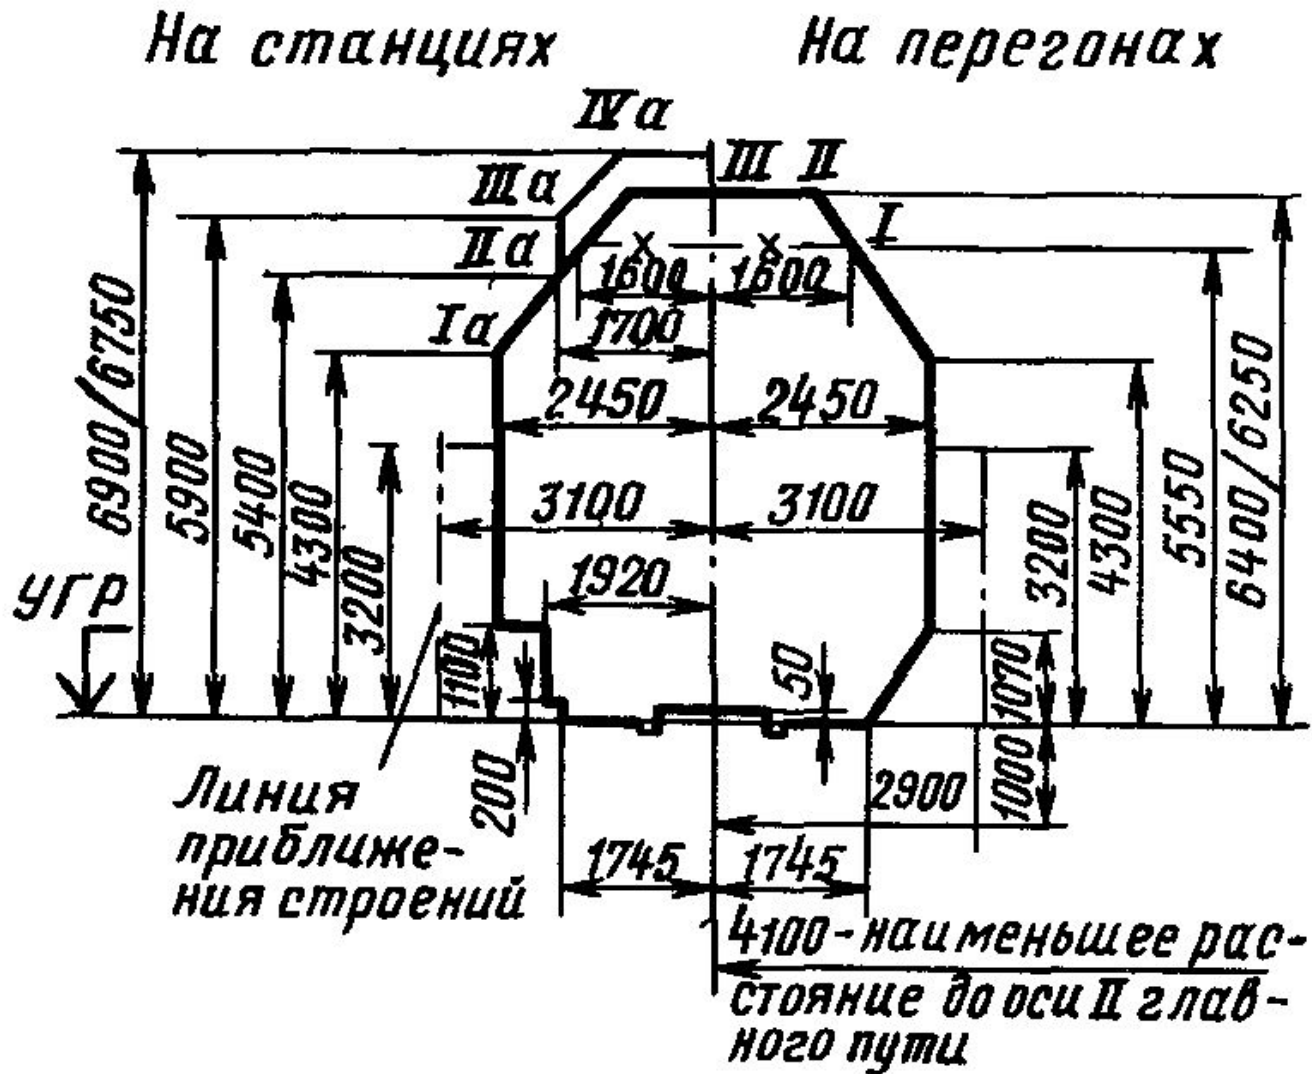 На станциях
На перегонах
IVа
III II
IIIа
I
IIа
1600 1600
Iа
1700
2450 2450
6900/6750
5900
5400
4300
3200
3100 3100
3200
4300
5550
6400/6250
1920
УГР
1100
50
1070
200
2900
1000
Линия
приближе-
ния строений
1745 1745
4100-наименьшее рас-
стояние до оси II глав-
ного пути